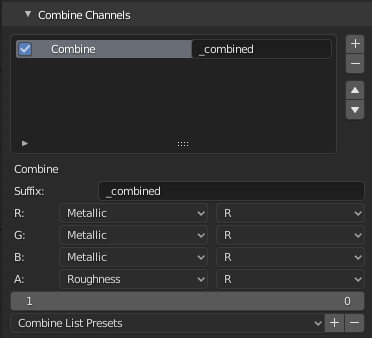 Combine Channels
Combine _combined
Combine
Suffix: _combined
R: Metallic R
G: Metallic R
B: Metallic R
A: Roughness R
1 0
Combine List Presets